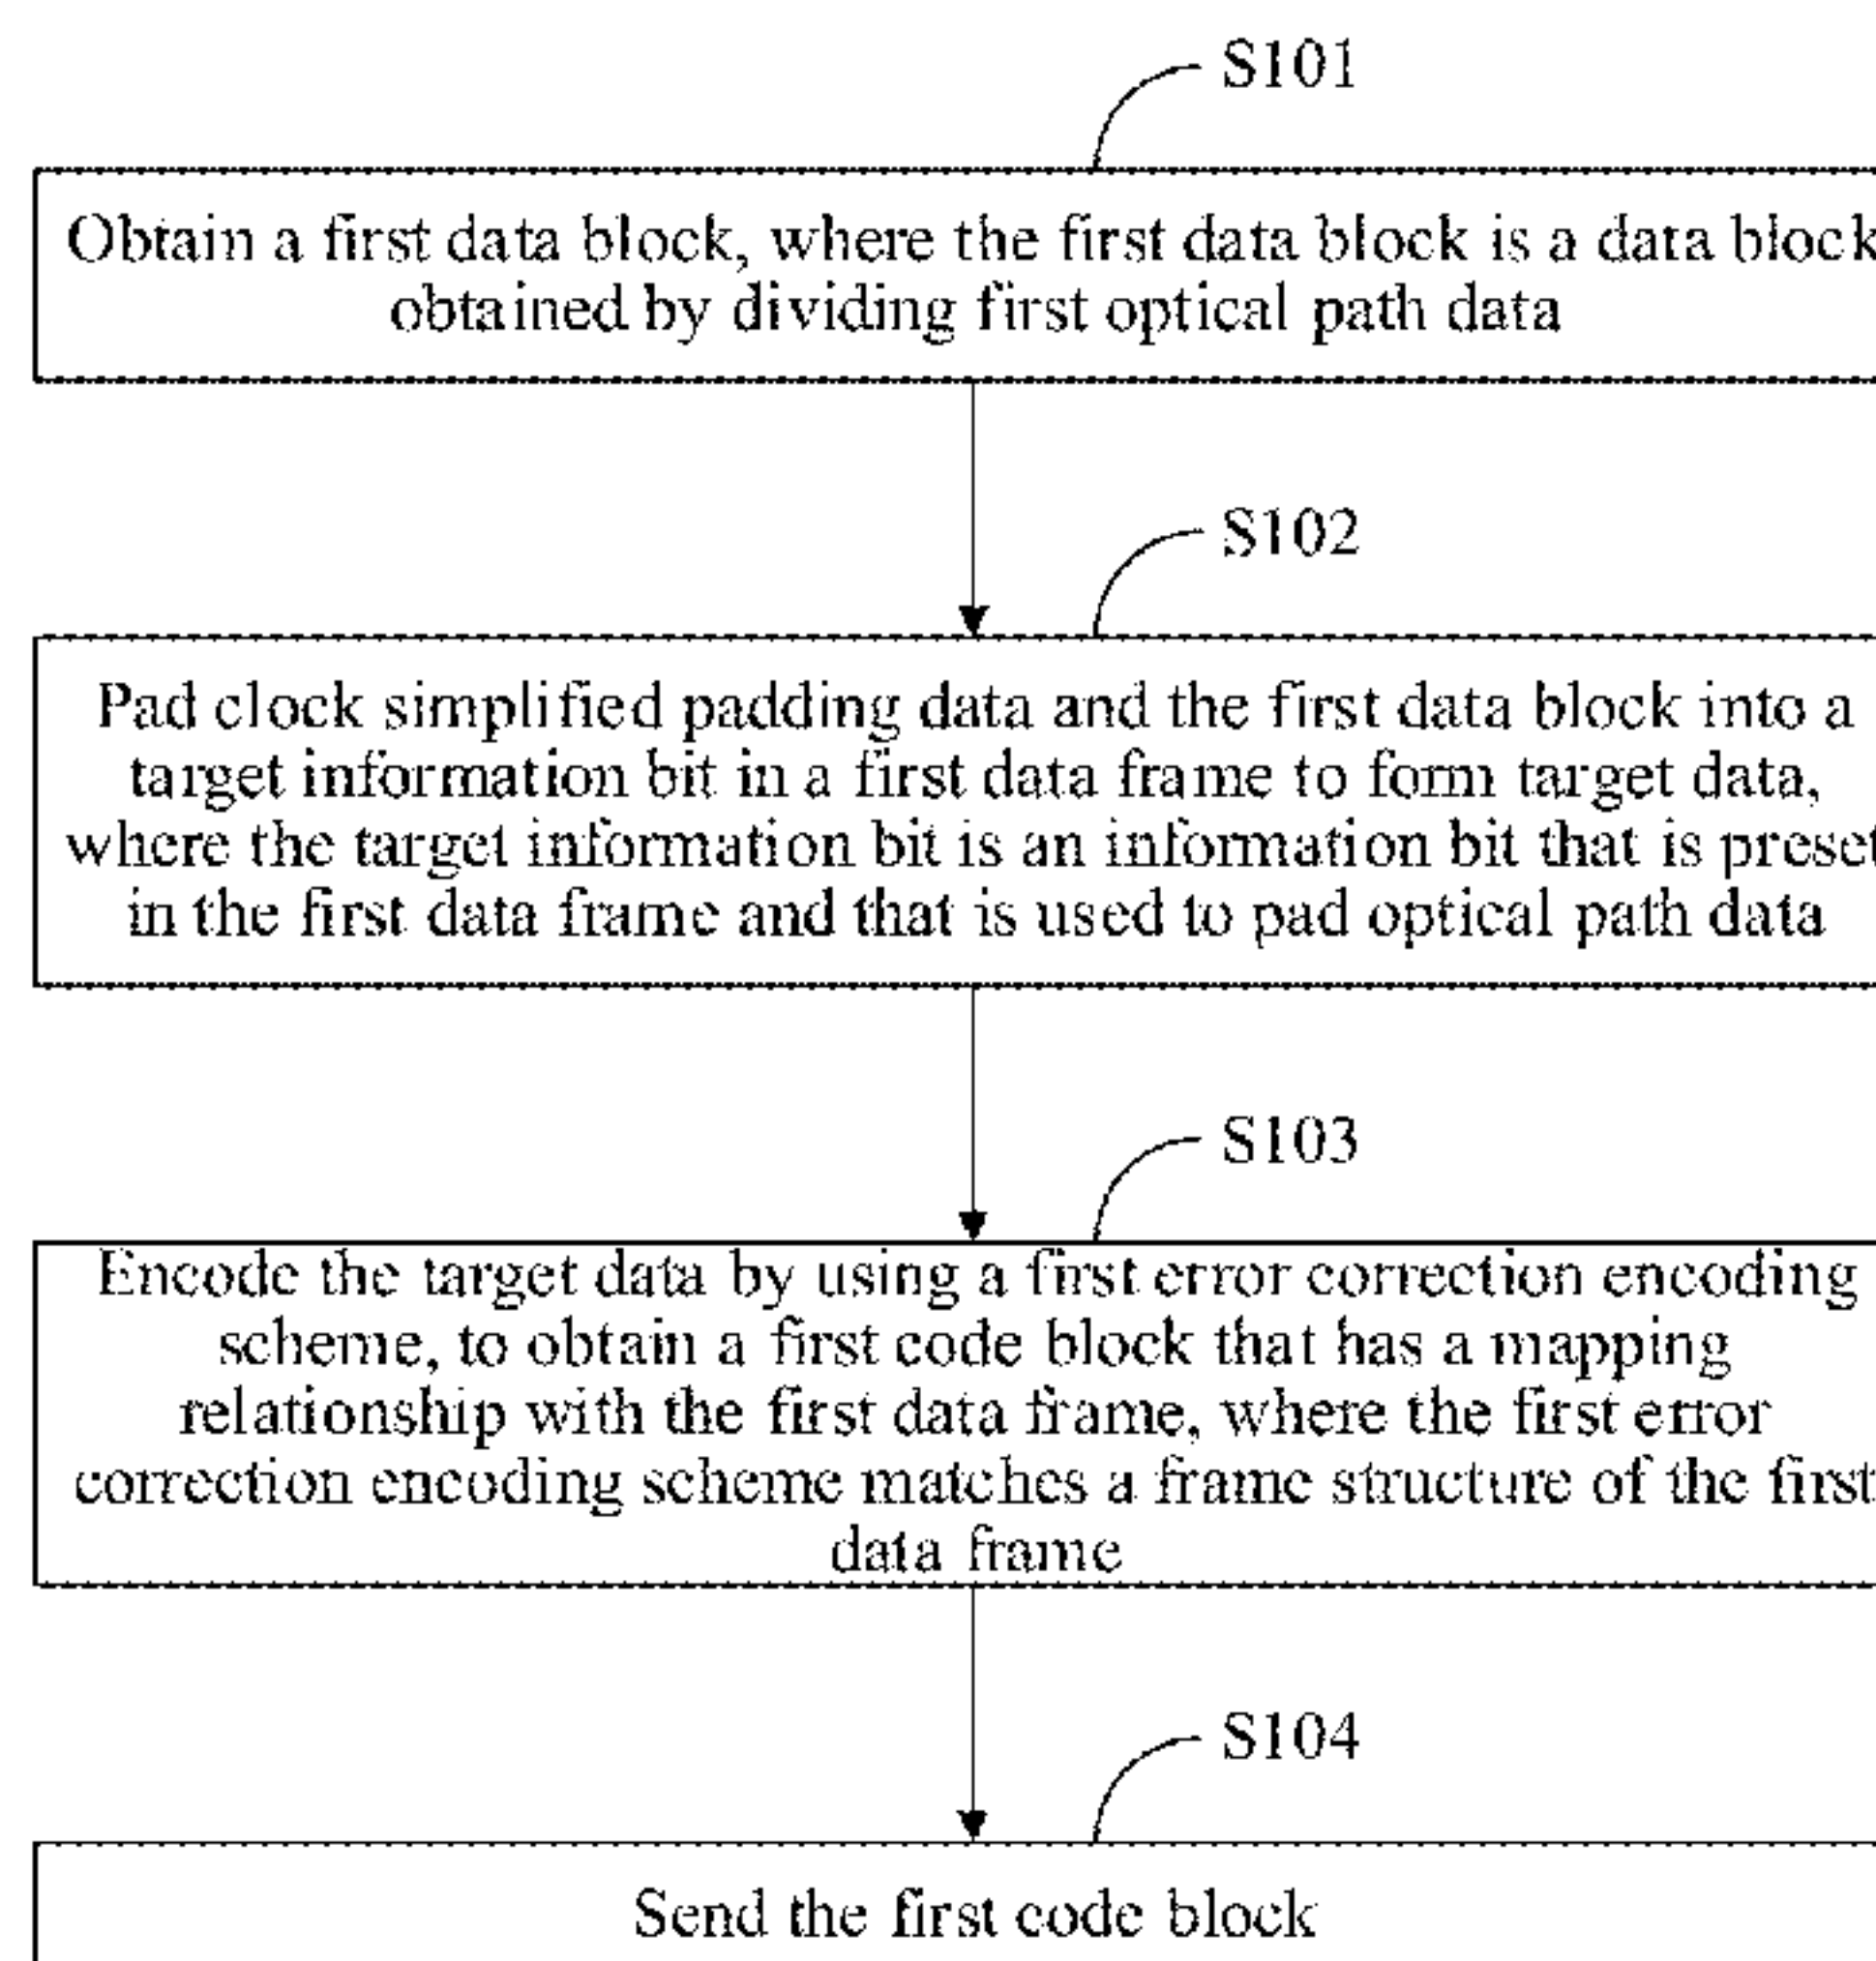 S101
Obtain a first data block, where the first data block is a data block
obtained by dividing first optical path data
S102
Pad clock simplified padding data and the first data block into a
target information bit in a first data frame to form target data,
where the target information bit is an information bit that is preset
in the first data frame and that is used to pad optical path data
S103
Encode the target data by using a first error correction encoding
scheme, to obtain a first code block that has a mapping
relationship with the first data frame, where the first error
correction encoding scheme matches a frame structure of the first
data frame
S104
Send the first code block